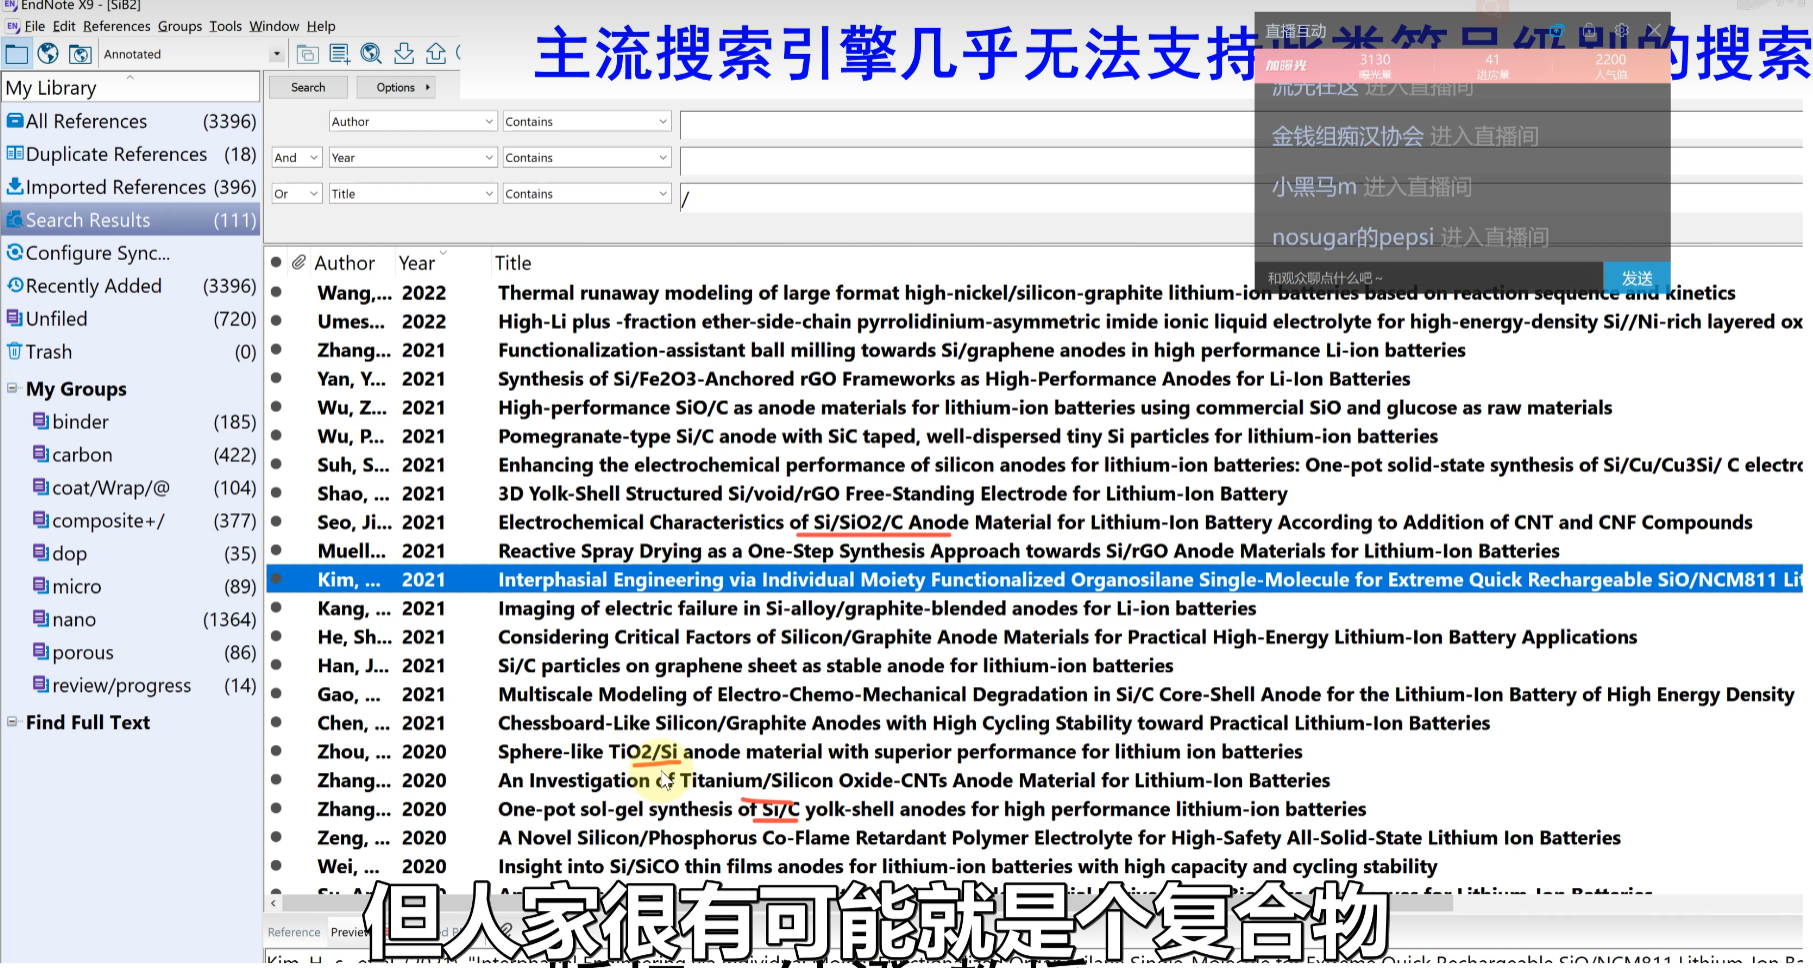 EndNote X9 - [SiB2]
File Edit References Groups Tools Window Help
Annotated
主流搜索引擎几乎无法支持此类符号级别的搜索
直播互动
加曝光
3130
曝光量
41
进房量
2200
人气值
流光在这 进入直播间
金钱组痴汉协会 进入直播间
小黑马m 进入直播间
nosugar的pepsi 进入直播间
和观众聊点什么吧~
发送
My Library
All References (3396)
Duplicate References (18)
Imported References (396)
Search Results (111)
Configure Sync...
Recently Added (3396)
Unfiled (720)
Trash (0)
My Groups
binder (185)
carbon (422)
coat/Wrap/@ (104)
composite+/ (377)
dop (35)
micro (89)
nano (1364)
porous (86)
review/progress (14)
Find Full Text
Search Options
Author Contains
And Year Contains
Or Title Contains /
Author Year Title
Wang,... 2022 Thermal runaway modeling of large format high-nickel/silicon-graphite lithium-ion batteries based on reaction sequence and kinetics
Umes... 2022 High-Li plus -fraction ether-side-chain pyrrolidinium-asymmetric imide ionic liquid electrolyte for high-energy-density Si//Ni-rich layered ox
Zhang... 2021 Functionalization-assistant ball milling towards Si/graphene anodes in high performance Li-ion batteries
Yan, Y... 2021 Synthesis of Si/Fe2O3-Anchored rGO Frameworks as High-Performance Anodes for Li-Ion Batteries
Wu, Z... 2021 High-performance SiO/C as anode materials for lithium-ion batteries using commercial SiO and glucose as raw materials
Wu, P... 2021 Pomegranate-type Si/C anode with SiC taped, well-dispersed tiny Si particles for lithium-ion batteries
Suh, S... 2021 Enhancing the electrochemical performance of silicon anodes for lithium-ion batteries: One-pot solid-state synthesis of Si/Cu/Cu3Si/ C electro
Shao, ... 2021 3D Yolk-Shell Structured Si/void/rGO Free-Standing Electrode for Lithium-Ion Battery
Seo, Ji... 2021 Electrochemical Characteristics of Si/SiO2/C Anode Material for Lithium-Ion Battery According to Addition of CNT and CNF Compounds
Muell... 2021 Reactive Spray Drying as a One-Step Synthesis Approach towards Si/rGO Anode Materials for Lithium-Ion Batteries
Kim, ... 2021 Interphasial Engineering via Individual Moiety Functionalized Organosilane Single-Molecule for Extreme Quick Rechargeable SiO/NCM811 Lit
Kang, ... 2021 Imaging of electric failure in Si-alloy/graphite-blended anodes for Li-ion batteries
He, Sh... 2021 Considering Critical Factors of Silicon/Graphite Anode Materials for Practical High-Energy Lithium-Ion Battery Applications
Han, J... 2021 Si/C particles on graphene sheet as stable anode for lithium-ion batteries
Gao, ... 2021 Multiscale Modeling of Electro-Chemo-Mechanical Degradation in Si/C Core-Shell Anode for the Lithium-Ion Battery of High Energy Density
Chen, ... 2021 Chessboard-Like Silicon/Graphite Anodes with High Cycling Stability toward Practical Lithium-Ion Batteries
Zhou, ... 2020 Sphere-like TiO2/Si anode material with superior performance for lithium ion batteries
Zhang... 2020 An Investigation of Titanium/Silicon Oxide-CNTs Anode Material for Lithium-Ion Batteries
Zhang... 2020 One-pot sol-gel synthesis of Si/C yolk-shell anodes for high performance lithium-ion batteries
Zeng, ... 2020 A Novel Silicon/Phosphorus Co-Flame Retardant Polymer Electrolyte for High-Safety All-Solid-State Lithium Ion Batteries
Wei, ... 2020 Insight into Si/SiCO thin films anodes for lithium-ion batteries with high capacity and cycling stability
但人家很有可能就是个复合物
Reference Preview